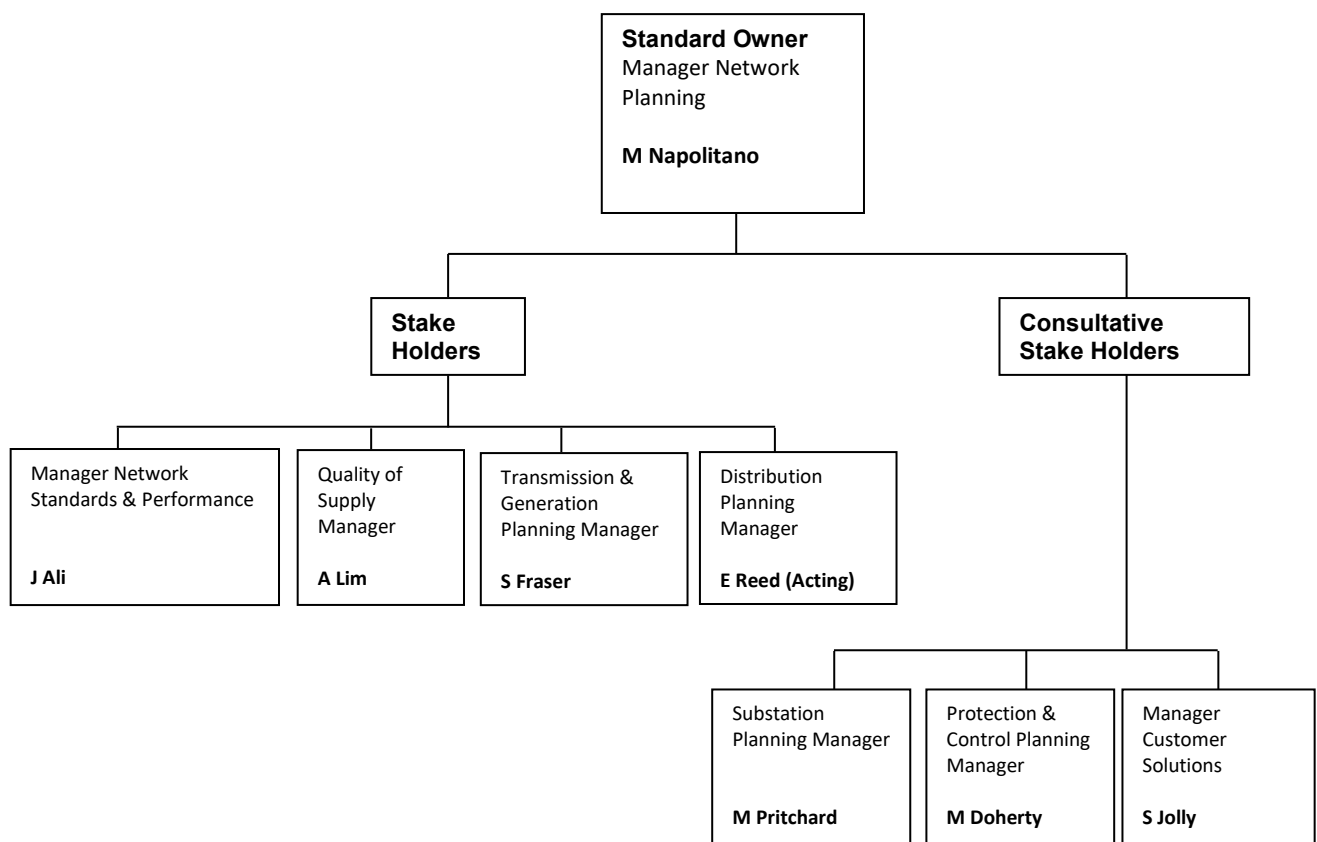 Standard Owner
Manager Network
Planning
M Napolitano
Stake
Holders
Consultative
Stake Holders
Manager Network
Standards & Performance
J Ali
Quality of
Supply
Manager
A Lim
Transmission &
Generation
Planning Manager
S Fraser
Distribution
Planning
Manager
E Reed (Acting)
Substation
Planning Manager
M Pritchard
Protection &
Control Planning
Manager
M Doherty
Manager
Customer
Solutions
S Jolly